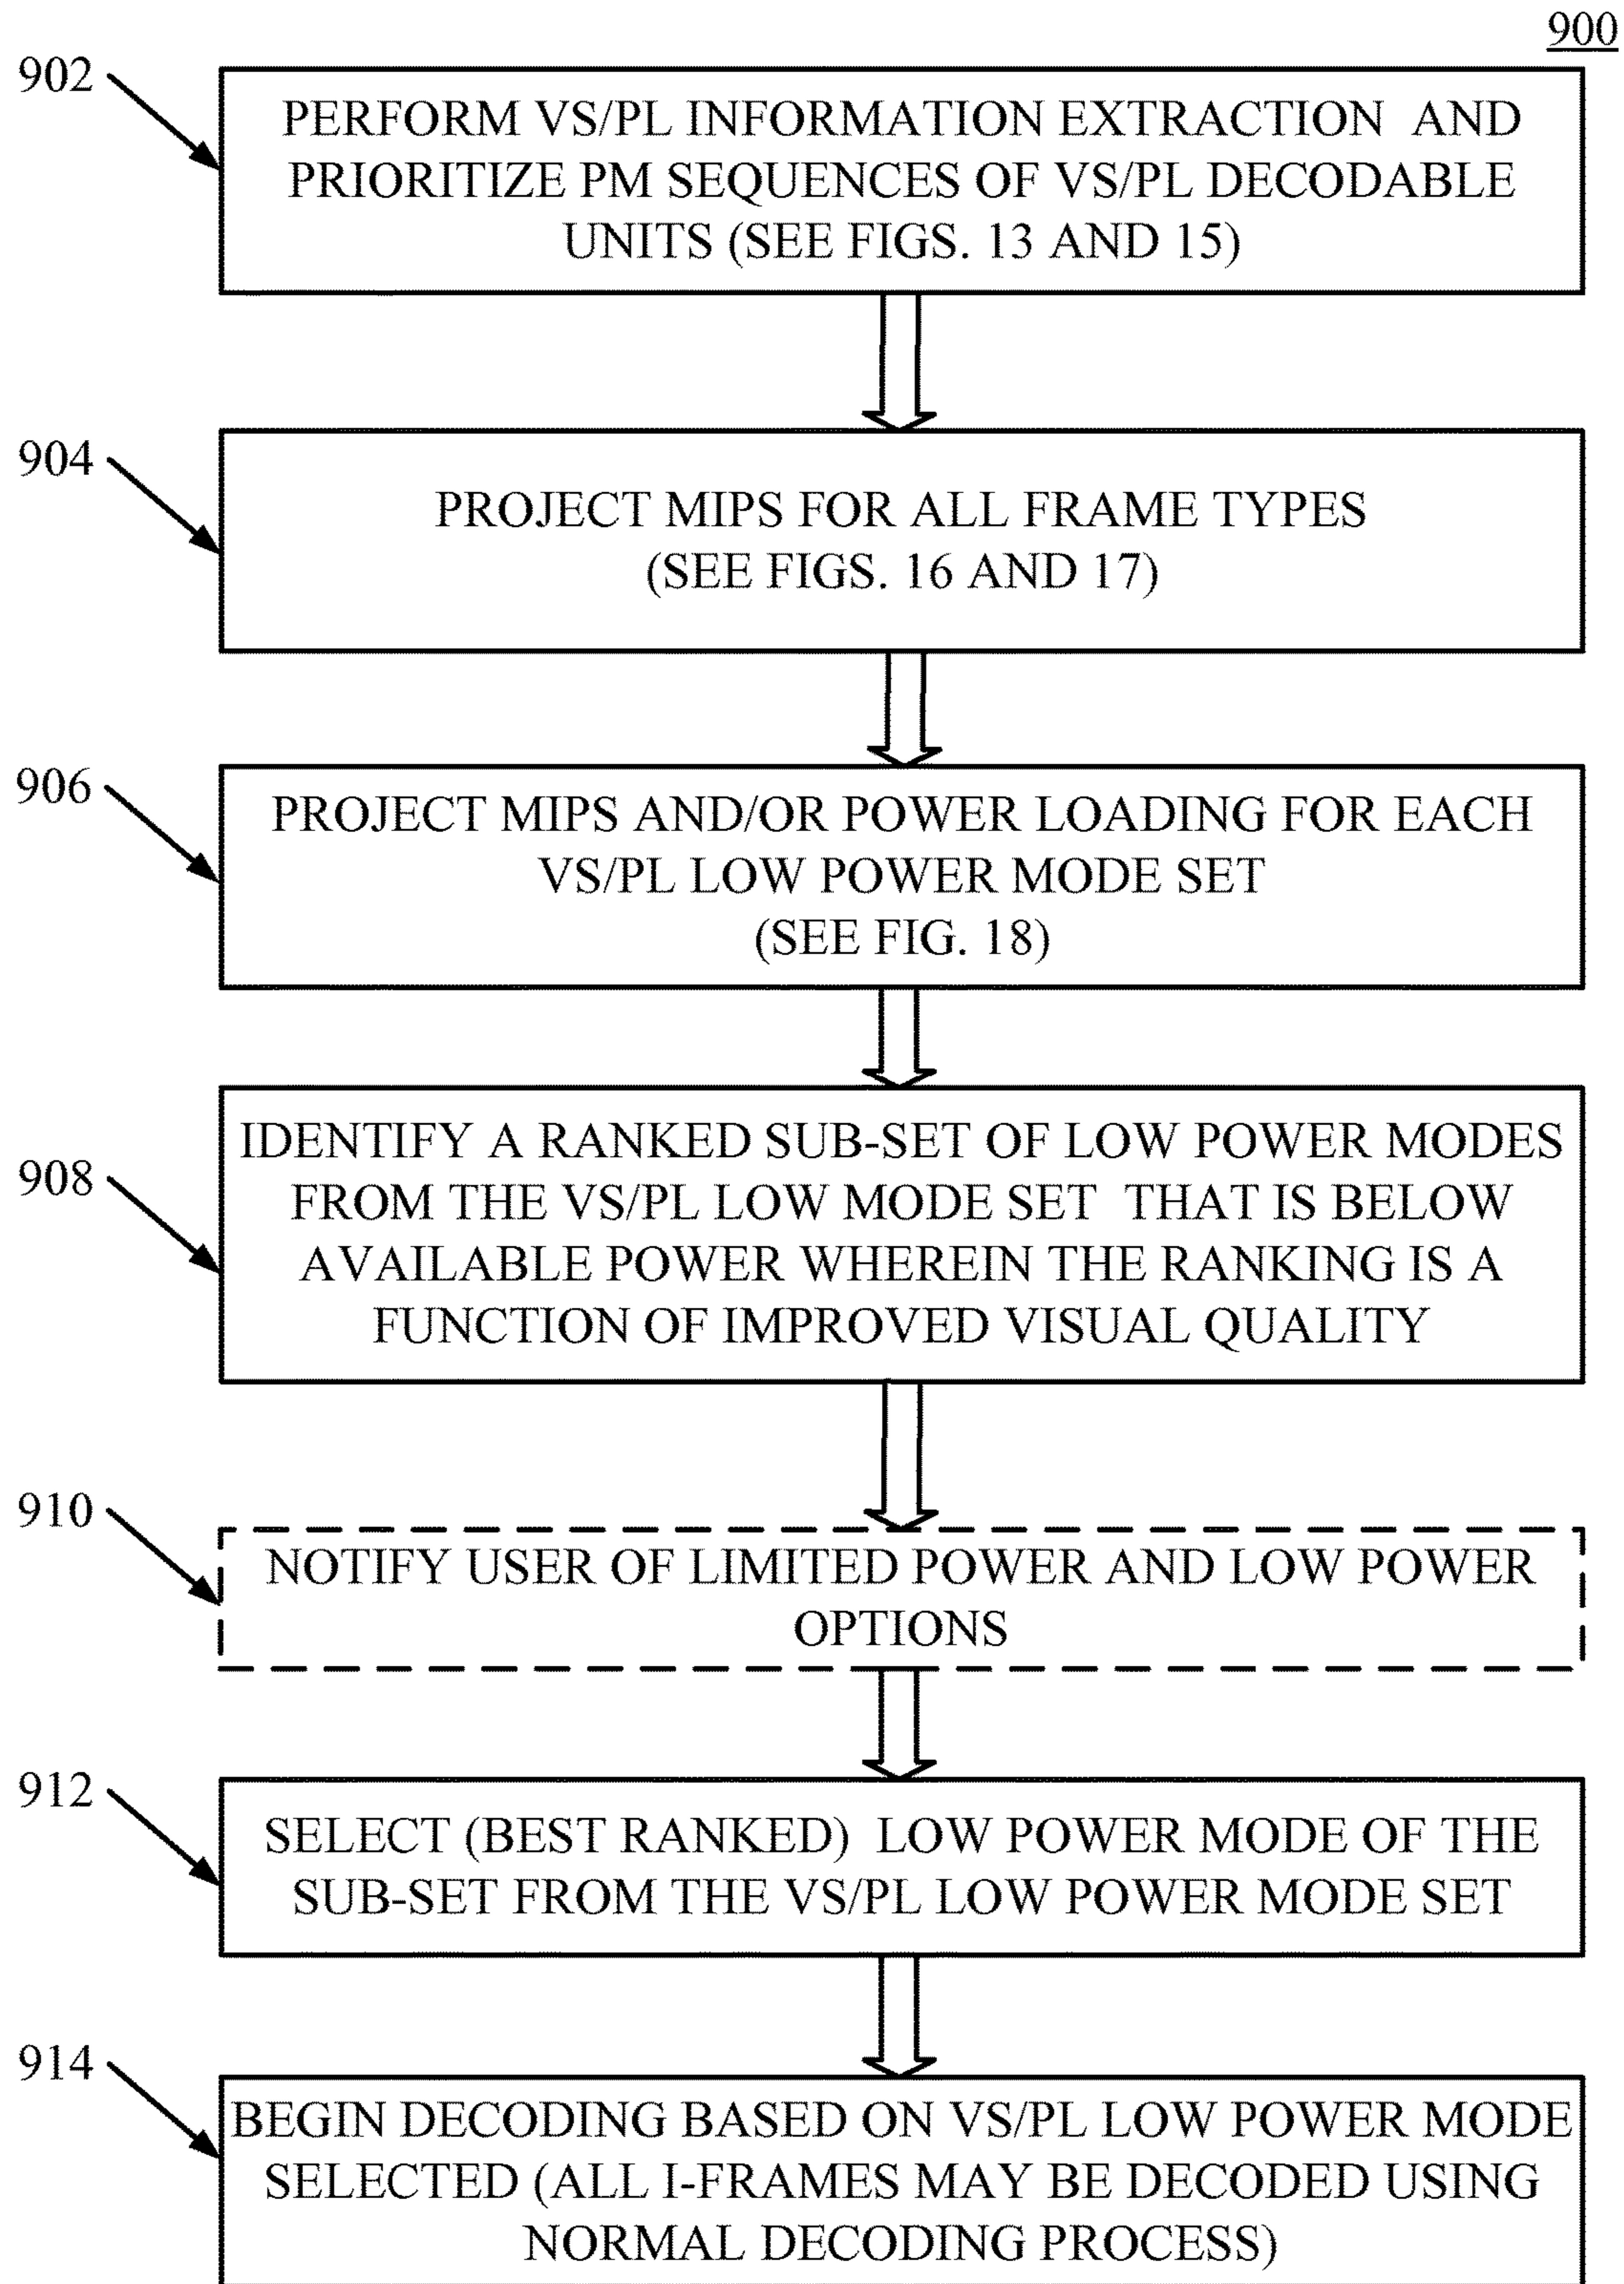 900
902
PERFORM VS/PL INFORMATION EXTRACTION AND
PRIORITIZE PM SEQUENCES OF VS/PL DECODABLE
UNITS (SEE FIGS. 13 AND 15)
904
PROJECT MIPS FOR ALL FRAME TYPES
(SEE FIGS. 16 AND 17)
906
PROJECT MIPS AND/OR POWER LOADING FOR EACH
VS/PL LOW POWER MODE SET
(SEE FIG. 18)
908
IDENTIFY A RANKED SUB-SET OF LOW POWER MODES
FROM THE VS/PL LOW MODE SET THAT IS BELOW
AVAILABLE POWER WHEREIN THE RANKING IS A
FUNCTION OF IMPROVED VISUAL QUALITY
910
NOTIFY USER OF LIMITED POWER AND LOW POWER
OPTIONS
912
SELECT (BEST RANKED) LOW POWER MODE OF THE
SUB-SET FROM THE VS/PL LOW POWER MODE SET
914
BEGIN DECODING BASED ON VS/PL LOW POWER MODE
SELECTED (ALL I-FRAMES MAY BE DECODED USING
NORMAL DECODING PROCESS)